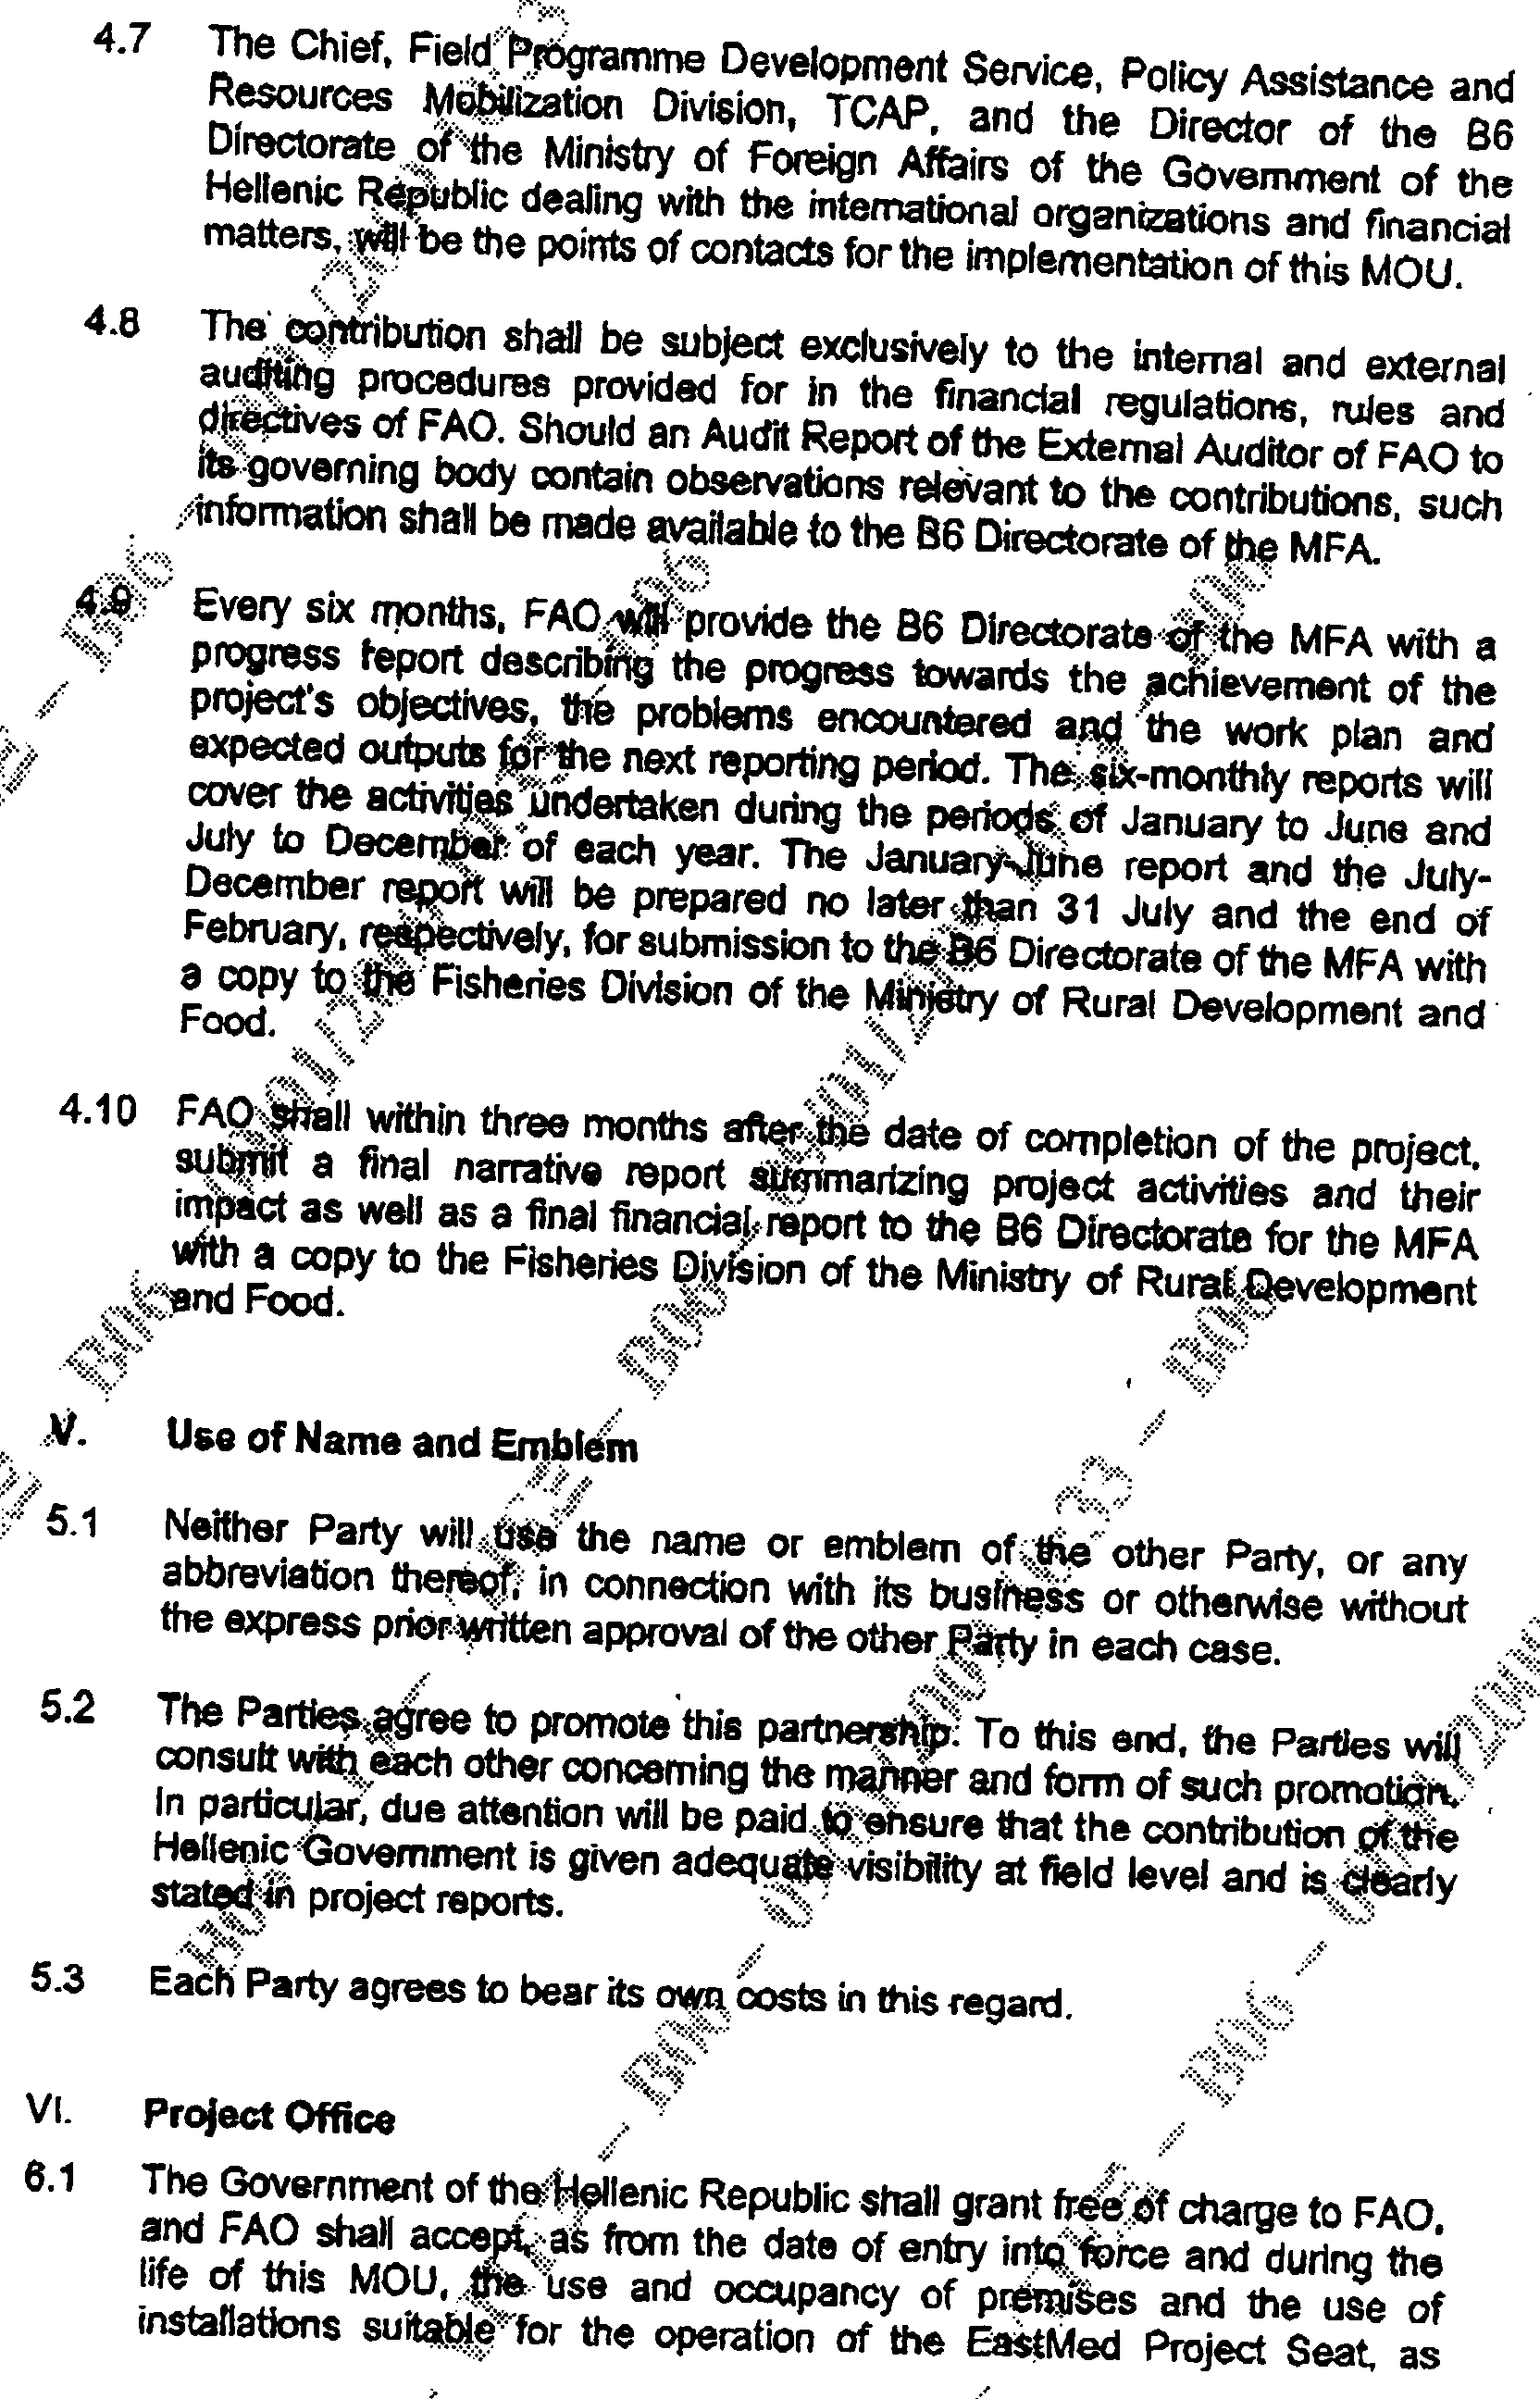 4.7 The Chief, Field Programme Development Service, Policy Assistance and
Resources Mobilization Division, TCAP, and the Director of the B6
Directorate of the Ministry of Foreign Affairs of the Government of the
Hellenic Republic dealing with the international organizations and financial
matters, will be the points of contacts for the implementation of this MOU.
4.8 The contribution shall be subject exclusively to the internal and external
auditing procedures provided for in the financial regulations, rules and
directives of FAO. Should an Audit Report of the External Auditor of FAO to
its governing body contain observations relevant to the contributions, such
information shall be made available to the B6 Directorate of the MFA.
4.9 Every six months, FAO will provide the B6 Directorate of the MFA with a
progress report describing the progress towards the achievement of the
project's objectives, the problems encountered and the work plan and
expected outputs for the next reporting period. The six-monthly reports will
cover the activities undertaken during the periods of January to June and
July to December of each year. The January-June report and the July-
December report will be prepared no later than 31 July and the end of
February, respectively, for submission to the B6 Directorate of the MFA with
a copy to the Fisheries Division of the Ministry of Rural Development and
Food.
4.10 FAO shall within three months after the date of completion of the project,
submit a final narrative report summarizing project activities and their
impact as well as a final financial report to the B6 Directorate for the MFA
with a copy to the Fisheries Division of the Ministry of Rural Development
and Food.
V. Use of Name and Emblem
5.1 Neither Party will use the name or emblem of the other Party, or any
abbreviation thereof, in connection with its business or otherwise without
the express prior written approval of the other Party in each case.
5.2 The Parties agree to promote this partnership. To this end, the Parties will
consult with each other concerning the manner and form of such promotion.
In particular, due attention will be paid to ensure that the contribution of the
Hellenic Government is given adequate visibility at field level and is clearly
stated in project reports.
5.3 Each Party agrees to bear its own costs in this regard.
VI. Project Office
6.1 The Government of the Hellenic Republic shall grant free of charge to FAO,
and FAO shall accept, as from the date of entry into force and during the
life of this MOU, the use and occupancy of premises and the use of
installations suitable for the operation of the EastMed Project Seat, as